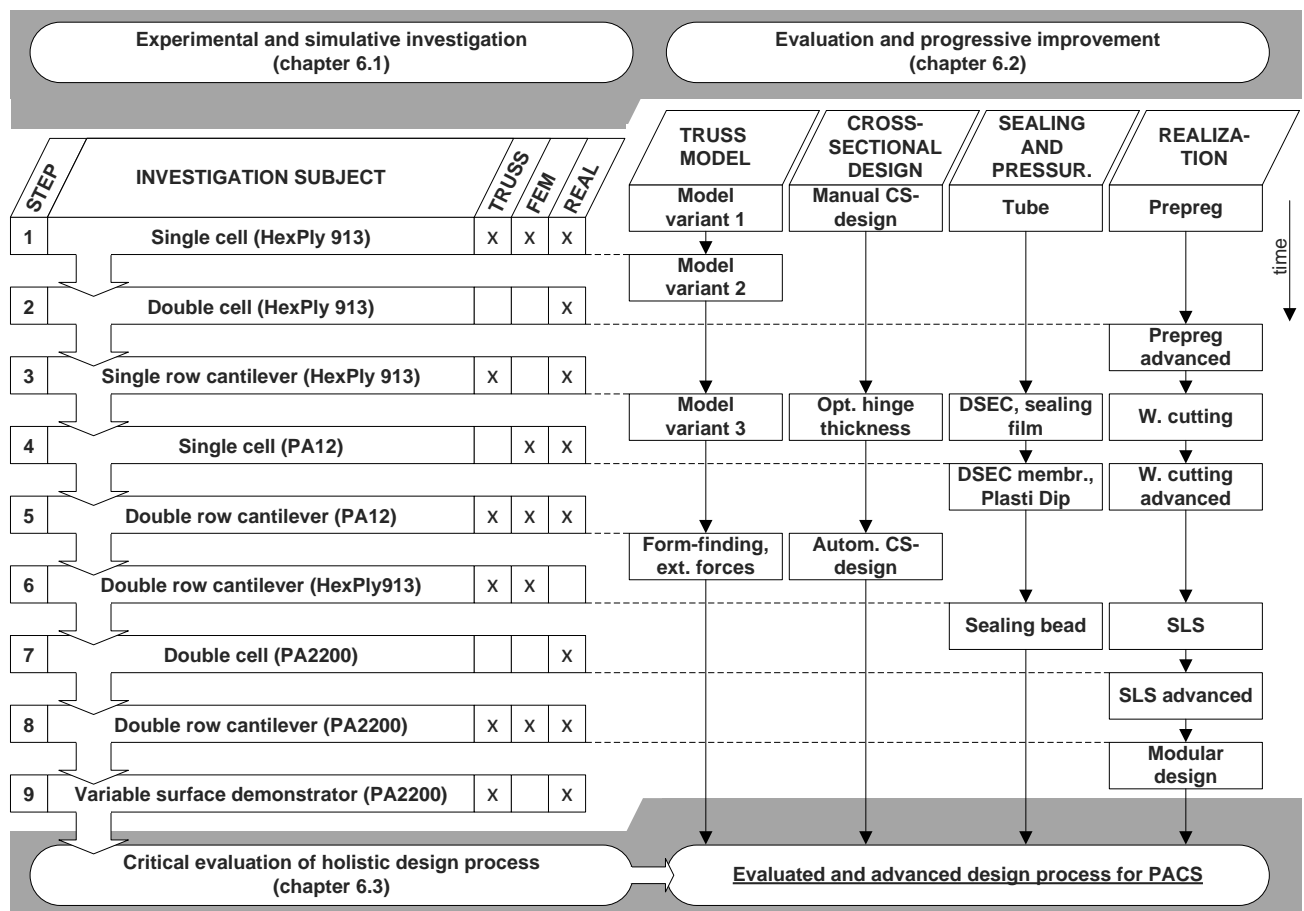 Experimental and simulative investigation
(chapter 6.1)
Evaluation and progressive improvement
(chapter 6.2)
STEP
INVESTIGATION SUBJECT
TRUSS
FEM
REAL
1
Single cell (HexPly 913)
X X X
2
Double cell (HexPly 913)
X
3
Single row cantilever (HexPly 913)
X X
4
Single cell (PA12)
X X
5
Double row cantilever (PA12)
X X X
6
Double row cantilever (HexPly913)
X X
7
Double cell (PA2200)
X
8
Double row cantilever (PA2200)
X X X
9
Variable surface demonstrator (PA2200)
X X
TRUSS
MODEL
Model
variant 1
Model
variant 2
Model
variant 3
Form-finding,
ext. forces
CROSS-
SECTIONAL
DESIGN
Manual CS-
design
Opt. hinge
thickness
Autom. CS-
design
SEALING
AND
PRESSUR.
Tube
DSEC, sealing
film
DSEC membr.,
Plasti Dip
Sealing bead
REALIZA-
TION
Prepreg
Prepreg
advanced
W. cutting
W. cutting
advanced
SLS
SLS advanced
Modular
design
time
Critical evaluation of holistic design process
(chapter 6.3)
Evaluated and advanced design process for PACS